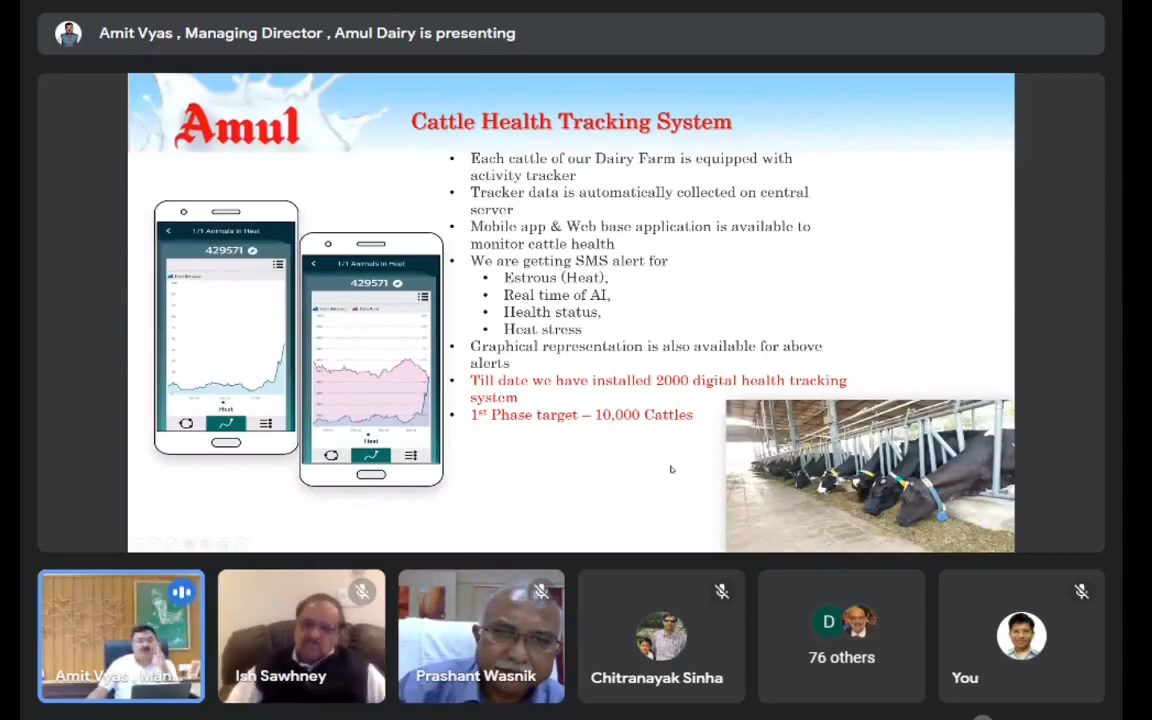 Amit Vyas , Managing Director , Amul Dairy is presenting
Amul
Cattle Health Tracking System
• Each cattle of our Dairy Farm is equipped with
activity tracker
• Tracker data is automatically collected on central
server
• Mobile app & Web base application is available to
monitor cattle health
• We are getting SMS alert for
• Estrous (Heat),
• Real time of AI,
• Health status,
• Heat stress
• Graphical representation is also available for above
alerts
• Till date we have installed 2000 digital health tracking
system
• 1st Phase target – 10,000 Cattles
1/1 Animals in Heat
429571
Heat
1/1 Animals in Heat
429571
Heat
Amit Vyas , Man...
Ish Sawhney
Prashant Wasnik
Chitranayak Sinha
D
76 others
You